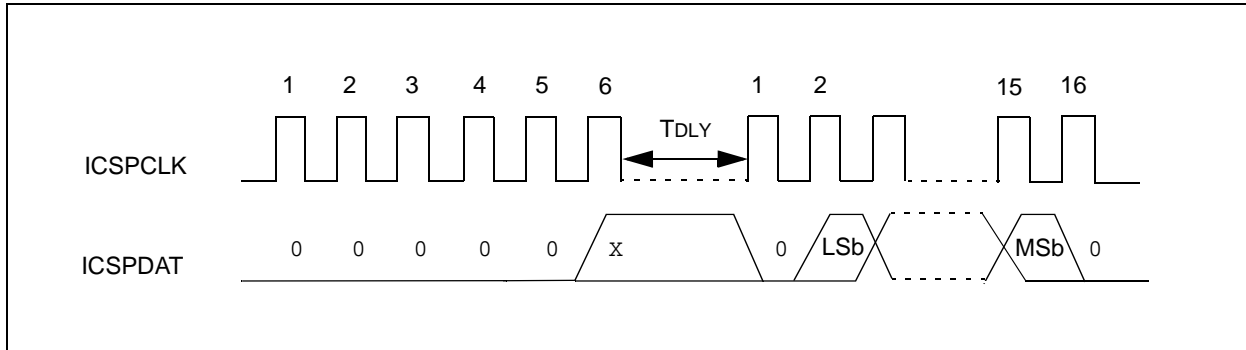 1 2 3 4 5 6 1 2 15 16
TDLY
ICSPCLK
0 0 0 0 0 X 0 LSb MSb 0
ICSPDAT